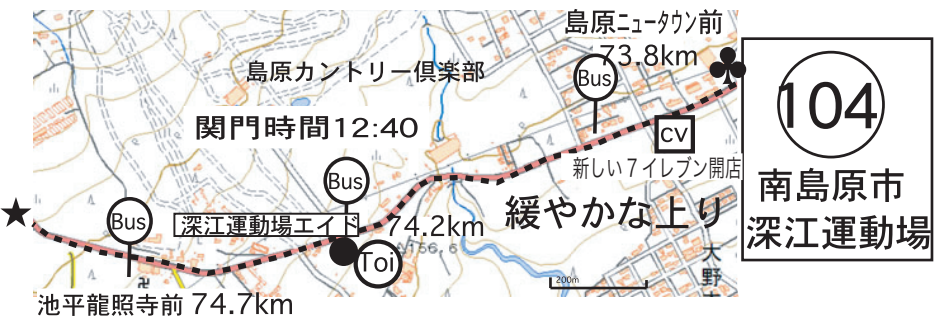 島原ニュータウン前
73.8km
Bus
島原カントリー倶楽部
104
関門時間12:40
CV
新しい7イレブン開店
Bus
南島原市
深江運動場
緩やかな上り
Bus
深江運動場エイド
74.2km
156.6
Toi
大野
200m
池平龍照寺前 74.7km